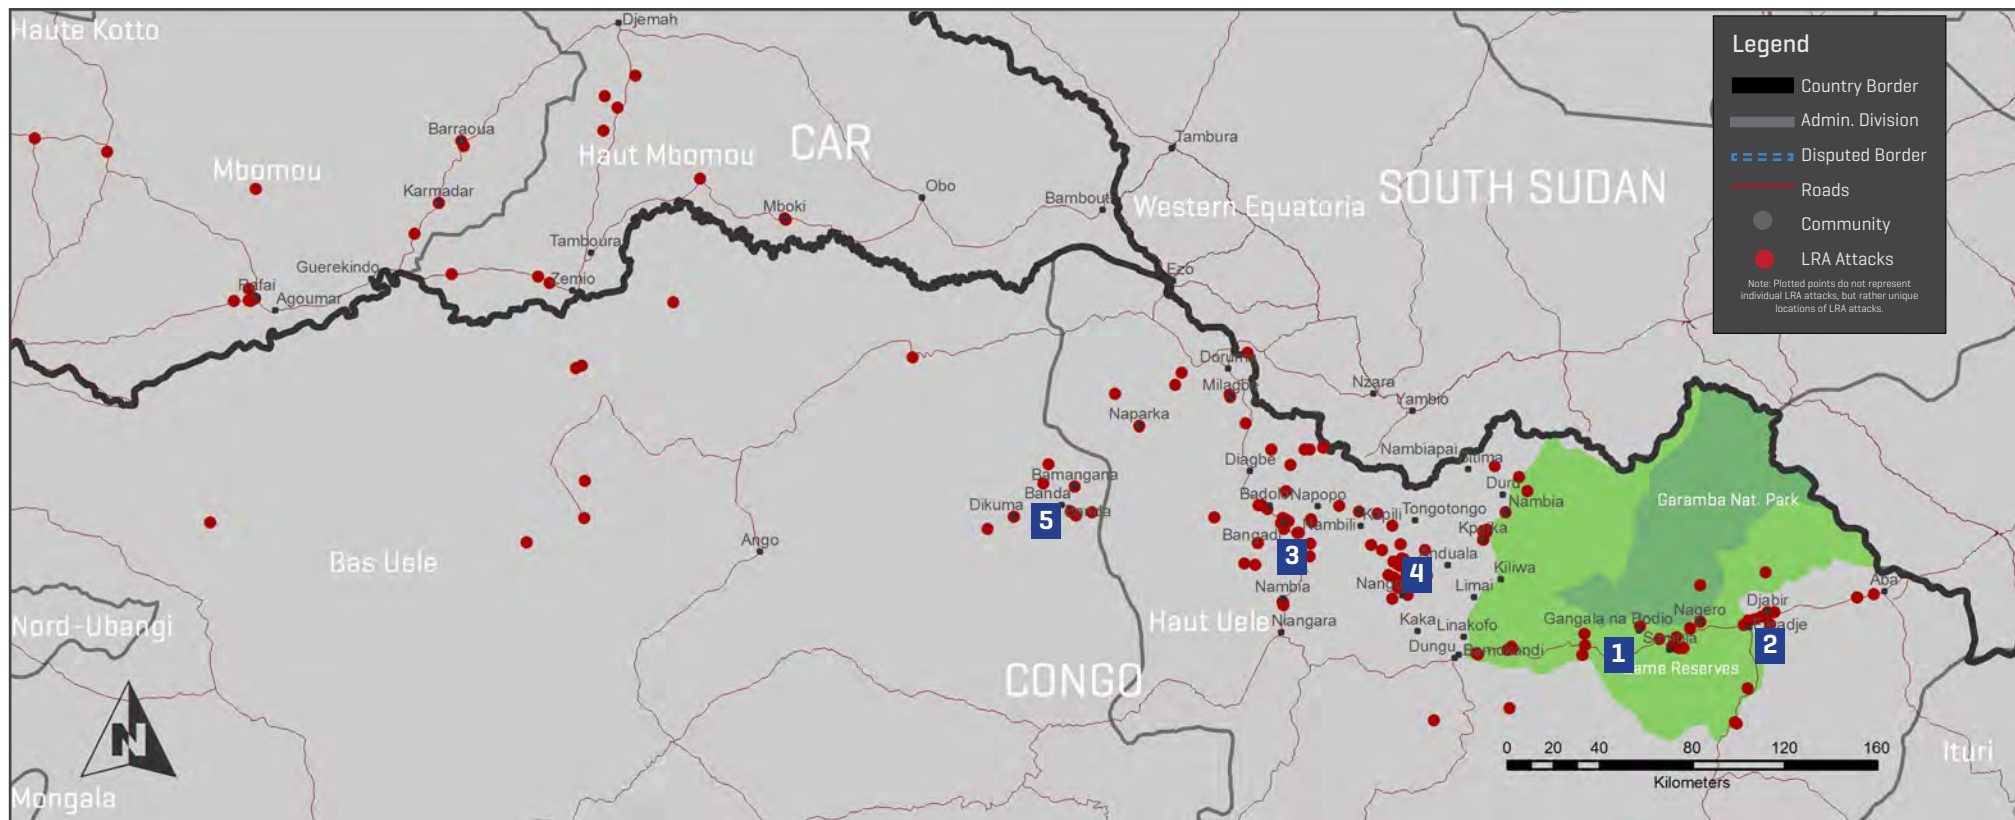 Haute Kotto
Djemah
Legend
Country Border
Admin. Division
Disputed Border
Roads
Community
LRA Attacks
Note: Plotted points do not represent
individual LRA attacks, but rather unique
locations of LRA attacks.
Barraoua
CAR
Tambura
Mbomou
Haut Mbomou
Karmadar
Obo
SOUTH SUDAN
Mboki
Bambouti
Western Equatoria
Tamboura
Guerekindo
Ezo
Zemio
Rafai
Agoumar
Doruma
Milagbe
Nzara
Yambio
Naparka
Nambiapai
Bitima
Diagbe
Bamangana
Duru
Banda
Badolo
Napopo
Nambia
Garamba Nat. Park
Dikuma
5
Tongotongo
Nambili
Kapili
Kpaika
Bangadi
Ango
3
Bas Uele
4
Kiliwa
Nambia
Limai
Aba
Djabir
Nagero
Gangala na Bodio
Haut Uele
Niangara
Kaka
Linakofo
Nord-Ubangi
Dungu
1
2
Game Reserves
CONGO
N
0 20 40 80 120 160
Kilometers
Ituri
Mongala